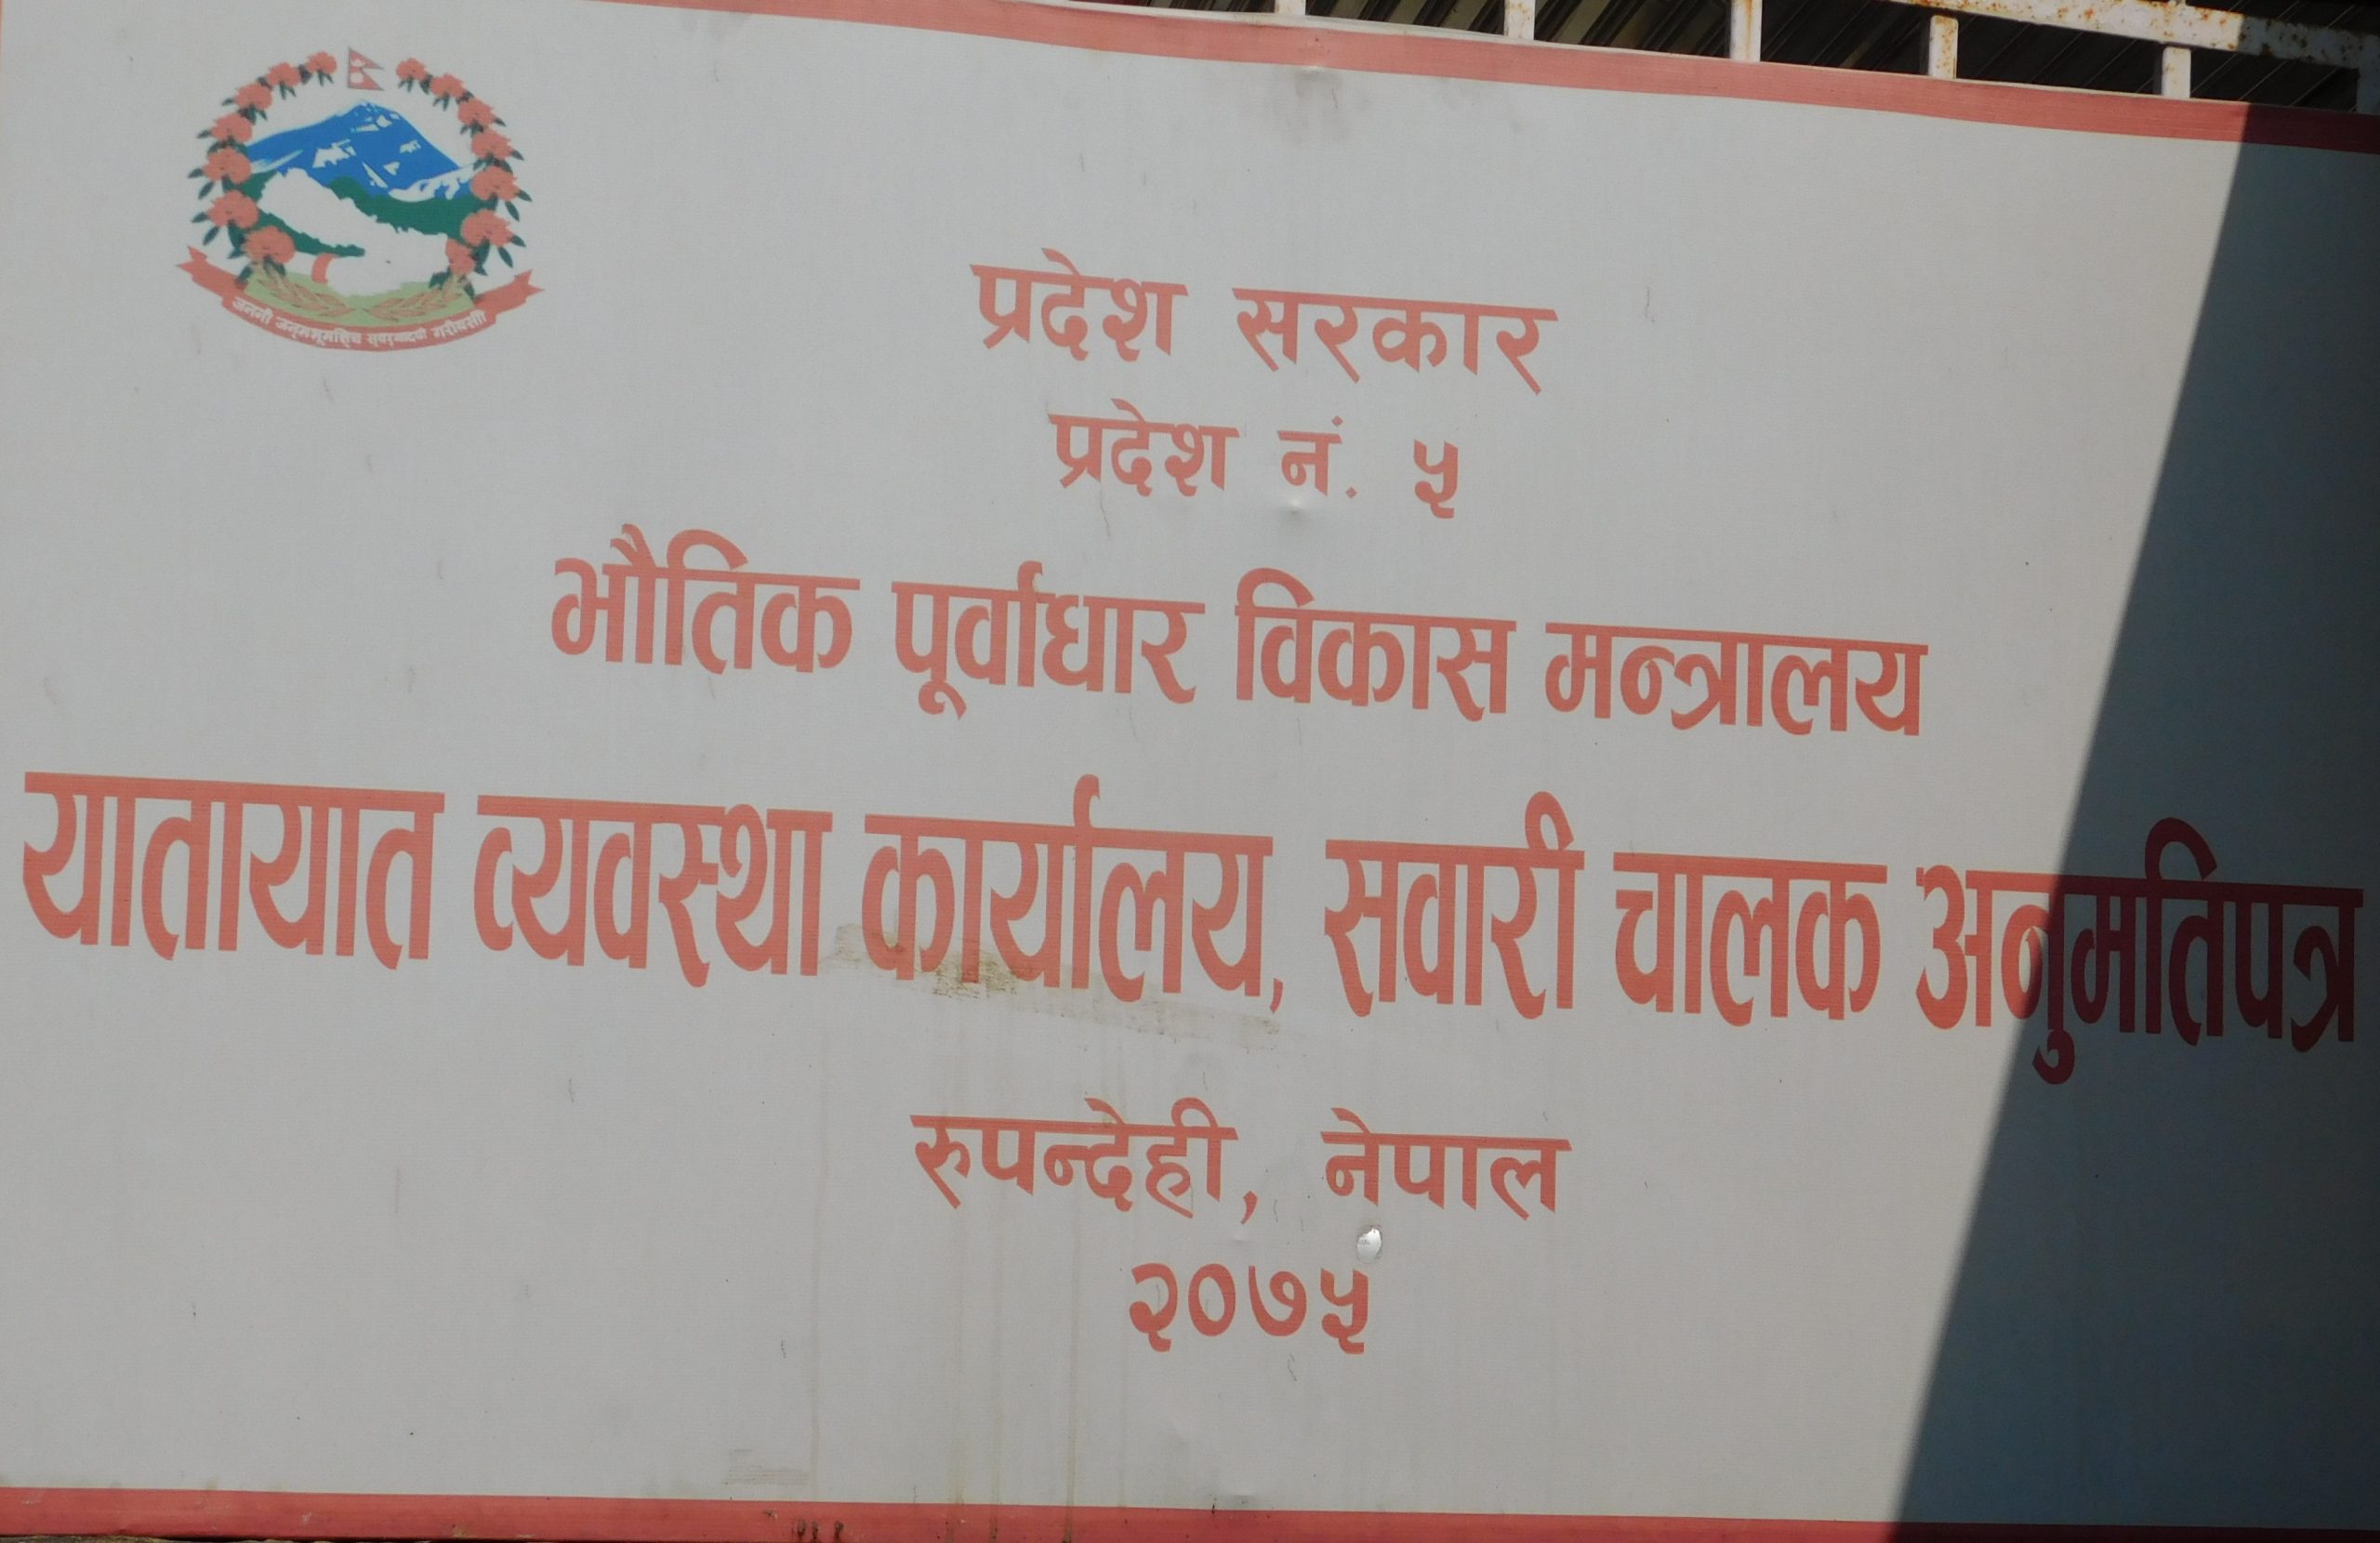 प्रदेश सरकार
प्रदेश नं. ५
भौतिक पूर्वाधार विकास मन्त्रालय
यातायात व्यवस्था कार्यालय, सवारी चालक अनुमतिपत्र
रुपन्देही, नेपाल
२०७५